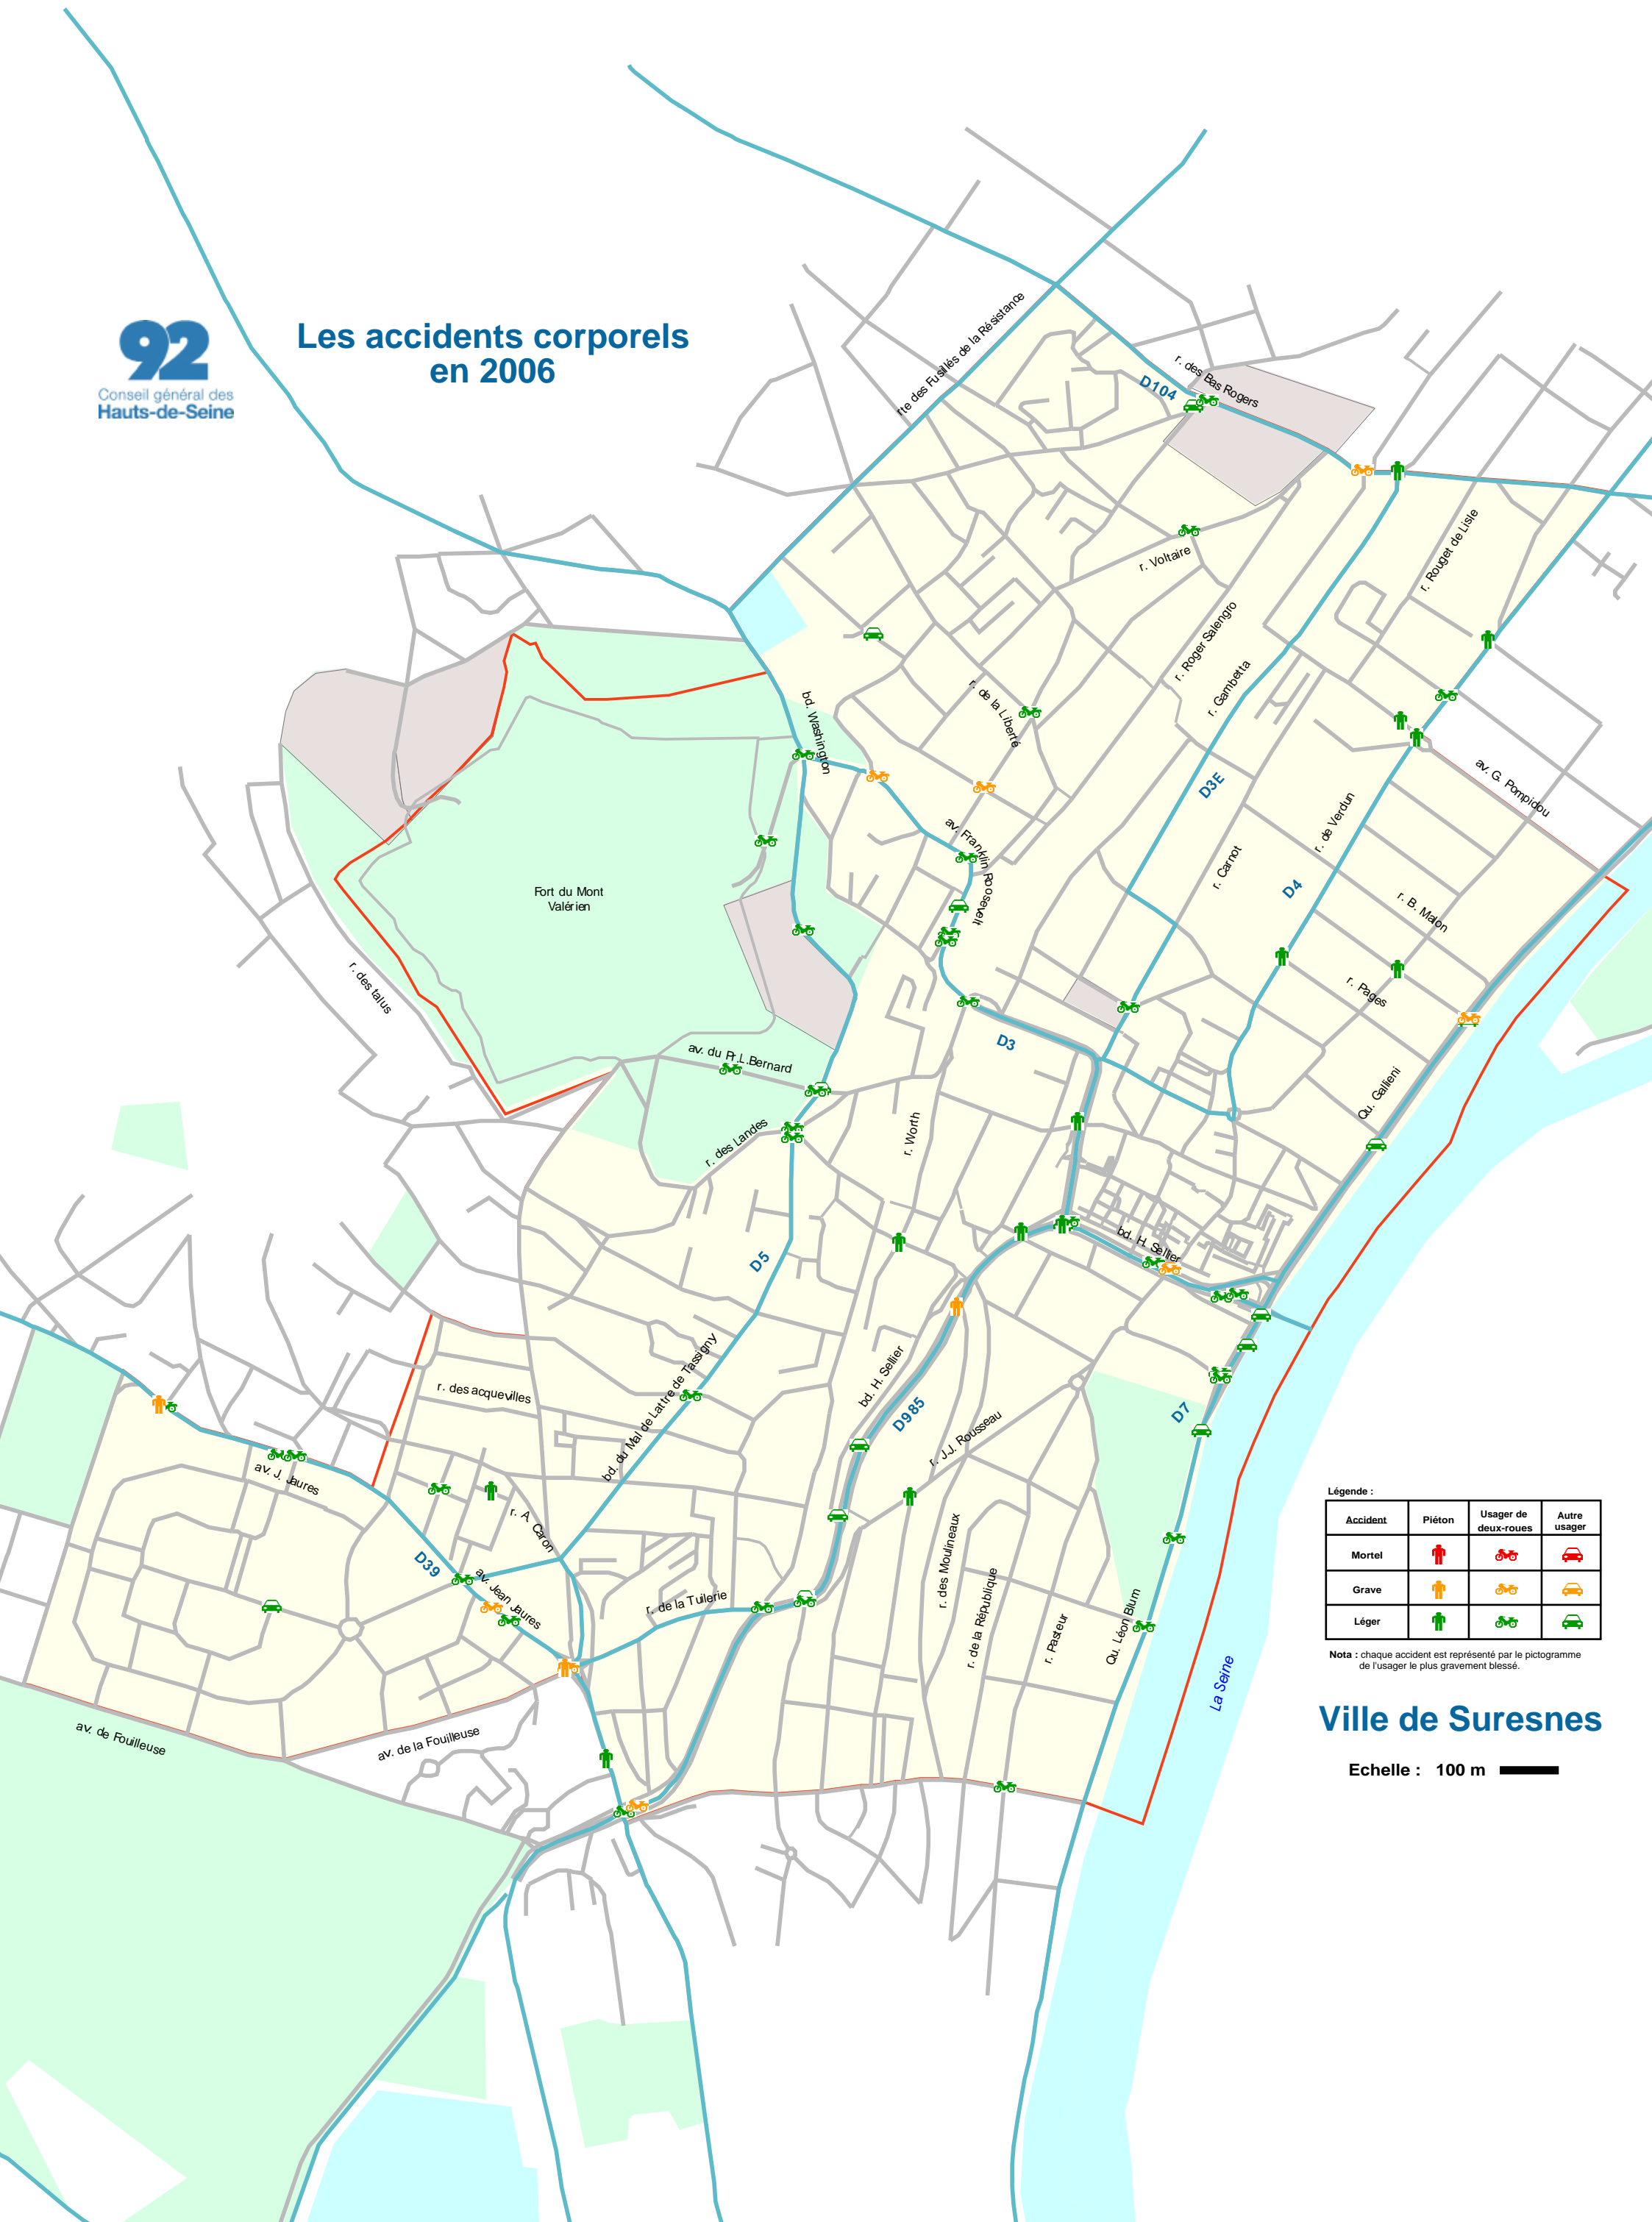 92
Conseil général des
Hauts-de-Seine
Les accidents corporels
en 2006
rte des Fusillés de la Résistance
r. des Bas Rogers
D104
r. Voltaire
r. Rouget de Lisle
r. Roger Salengro
r. Gambetta
r. de la Liberté
bd. Washington
D3E
av. G. Pompidou
av. Franklin Roosevelt
r. de Verdun
r. Carnot
D4
Fort du Mont
Valérien
r. B. Malon
r. Pages
r. des talus
D3
av. du Pr.L.Bernard
Qu. Gallieni
r. des Landes
r. Worth
bd. H. Sellier
D5
bd. du Mal de Lattre de Tassigny
r. des acquevilles
bd. H. Sellier
D985
D7
r. J.J. Rousseau
av. J. Jaures
r. A. Caron
D39
av. Jean Jaures
r. de la Tuilerie
r. des Moulineaux
r. de la République
r. Pasteur
Qu. Léon Blum
La Seine
av. de Fouilleuse
av. de la Fouilleuse
Légende :
Accident Piéton Usager de deux-roues Autre usager
Mortel
Grave
Léger
Nota : chaque accident est représenté par le pictogramme
de l'usager le plus gravement blessé.
Ville de Suresnes
Echelle : 100 m